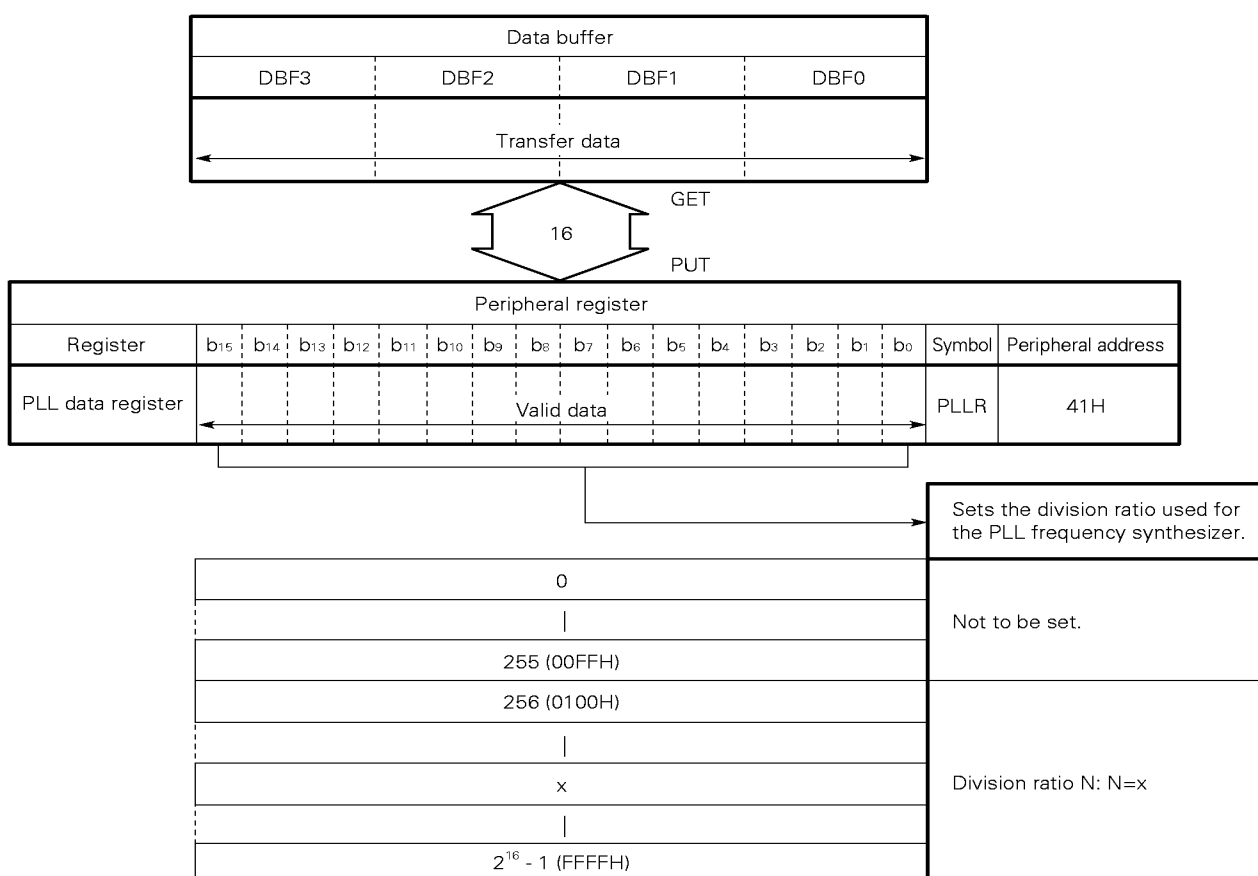 Data buffer
DBF3 DBF2 DBF1 DBF0
Transfer data
GET
16
PUT
Peripheral register
Register b15 b14 b13 b12 b11 b10 b9 b8 b7 b6 b5 b4 b3 b2 b1 b0 Symbol Peripheral address
PLL data register Valid data PLLR 41H
Sets the division ratio used for
the PLL frequency synthesizer.
0
|
Not to be set.
255 (00FFH)
256 (0100H)
|
x
Division ratio N: N=x
|
2^16 - 1 (FFFFH)